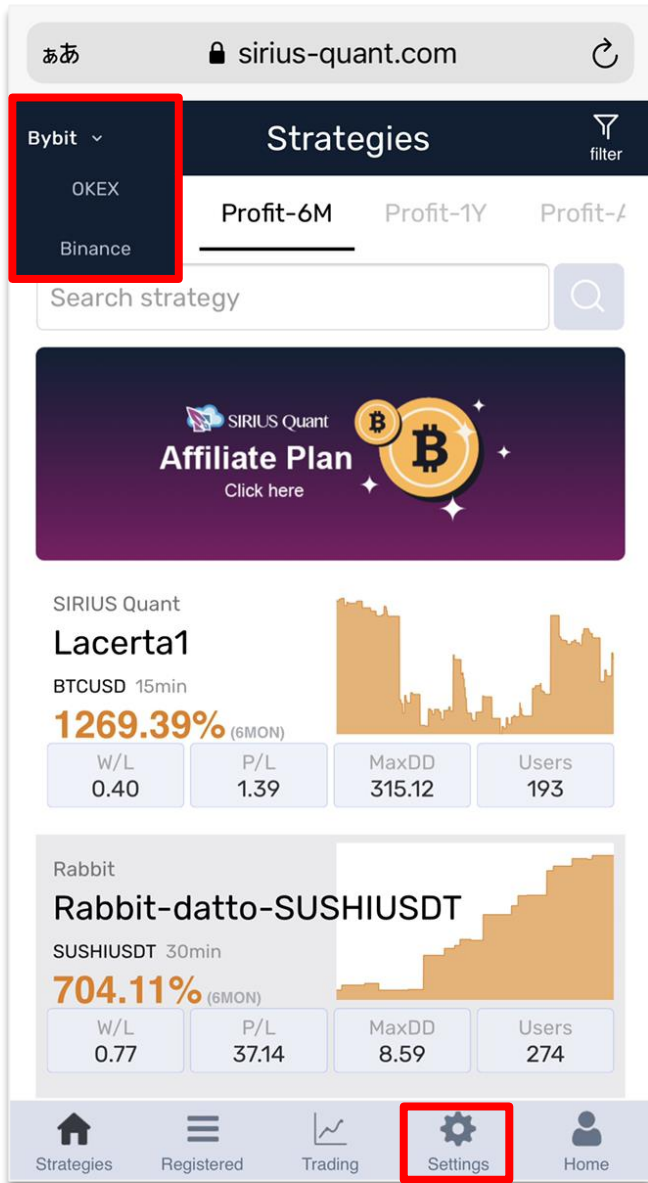 ぁあ sirius-quant.com
Bybit Strategies filter
OKEX
Binance
Profit-6M Profit-1Y Profit-A
Search strategy
SIRIUS Quant
Affiliate Plan
Click here
SIRIUS Quant
Lacerta1
BTCUSD 15min
1269.39% (6MON)
W/L P/L MaxDD Users
0.40 1.39 315.12 193
Rabbit
Rabbit-datto-SUSHIUSDT
SUSHIUSDT 30min
704.11% (6MON)
W/L P/L MaxDD Users
0.77 37.14 8.59 274
Strategies Registered Trading Settings Home